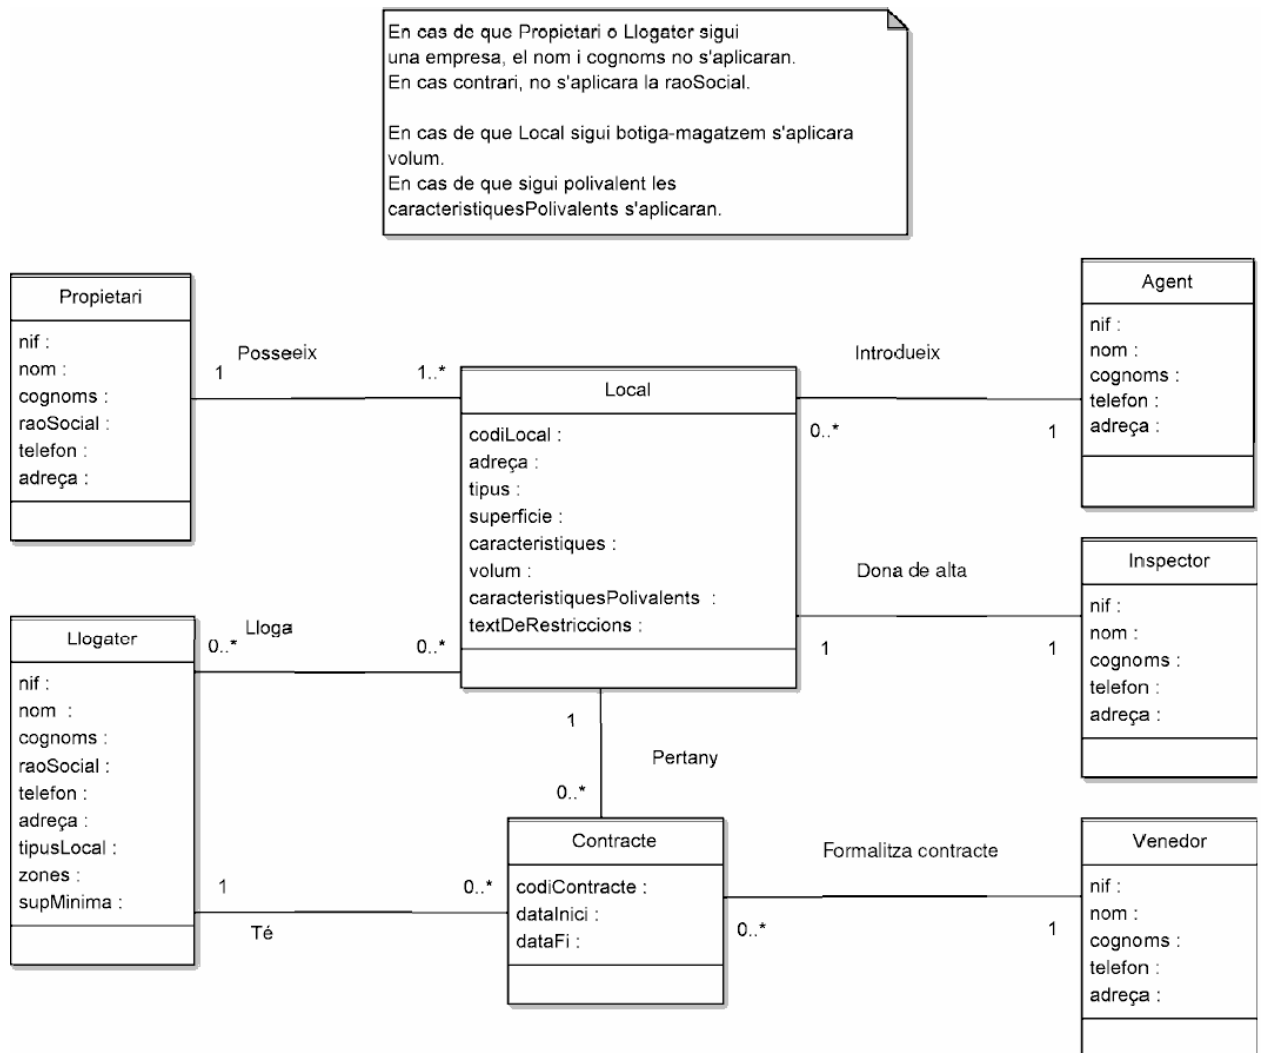 En cas de que Propietari o Llogater sigui
una empresa, el nom i cognoms no s'aplicaran.
En cas contrari, no s'aplicara la raoSocial.
En cas de que Local sigui botiga-magatzem s'aplicara
volum.
En cas de que sigui polivalent les
caracteristiquesPolivalents s'aplicaran.
Propietari
nif :
nom :
cognoms :
raoSocial :
telefon :
adreça :
Posseeix
1
1..*
Local
codiLocal :
adreça :
tipus :
superficie :
caracteristiques :
volum :
caracteristiquesPolivalents :
textDeRestriccions :
Introdueix
0..*
1
Agent
nif :
nom :
cognoms :
telefon :
adreça :
Dona de alta
1
1
Inspector
nif :
nom :
cognoms :
telefon :
adreça :
Llogater
nif :
nom :
cognoms :
raoSocial :
telefon :
adreça :
tipusLocal :
zones :
supMinima :
Lloga
0..*
0..*
1
Pertany
0..*
Contracte
codiContracte :
dataInici :
dataFi :
1
0..*
Té
Formalitza contracte
0..*
1
Venedor
nif :
nom :
cognoms :
telefon :
adreça :